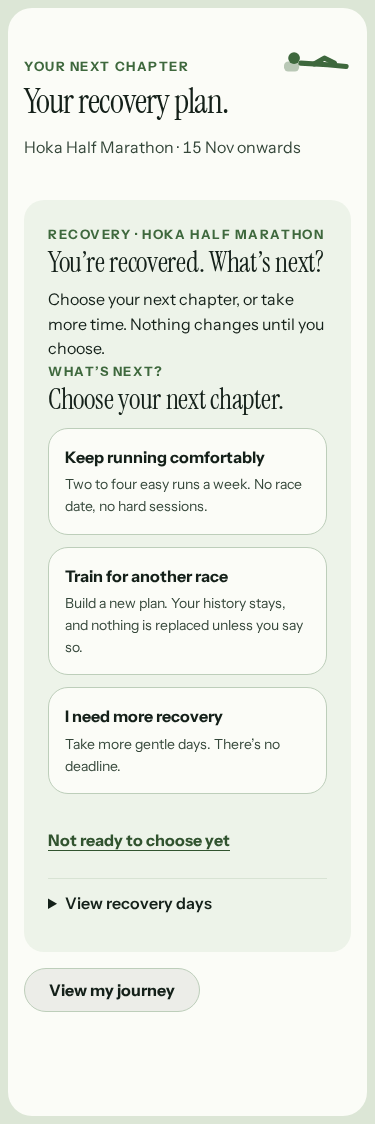 YOUR NEXT CHAPTER
Your recovery plan.
Hoka Half Marathon · 15 Nov onwards
RECOVERY · HOKA HALF MARATHON
You’re recovered. What’s next?
Choose your next chapter, or take
more time. Nothing changes until you
choose.
WHAT’S NEXT?
Choose your next chapter.
Keep running comfortably
Two to four easy runs a week. No race
date, no hard sessions.
Train for another race
Build a new plan. Your history stays,
and nothing is replaced unless you say
so.
I need more recovery
Take more gentle days. There’s no
deadline.
Not ready to choose yet
View recovery days
View my journey